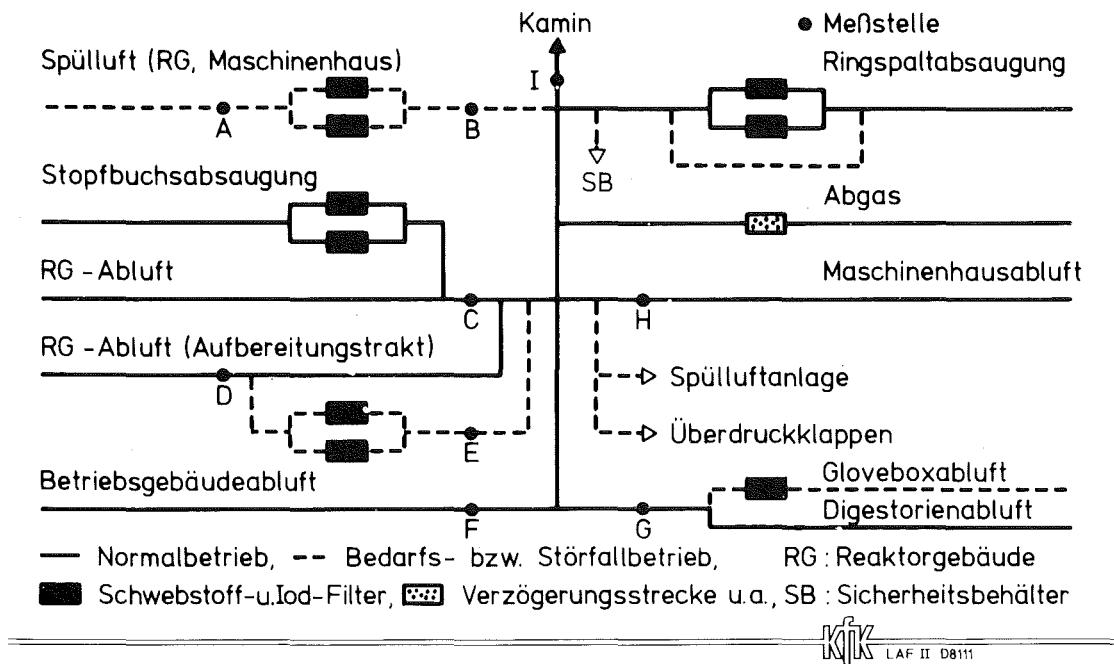 Kamin
● Meßstelle
Spülluft (RG, Maschinenhaus)
I
Ringspaltabsaugung
A
B
SB
Stopfbuchsabsaugung
Abgas
RG - Abluft
Maschinenhausabluft
C
H
RG - Abluft (Aufbereitungstrakt)
D
Spülluftanlage
E
Überdruckklappen
Betriebsgebäudeabluft
Gloveboxabluft
Digestorienabluft
F
G
Normalbetrieb, Bedarfs- bzw. Störfallbetrieb, RG : Reaktorgebäude
Schwebstoff-u.Iod-Filter, Verzögerungsstrecke u.a., SB : Sicherheitsbehälter
KfK LAF II D8111